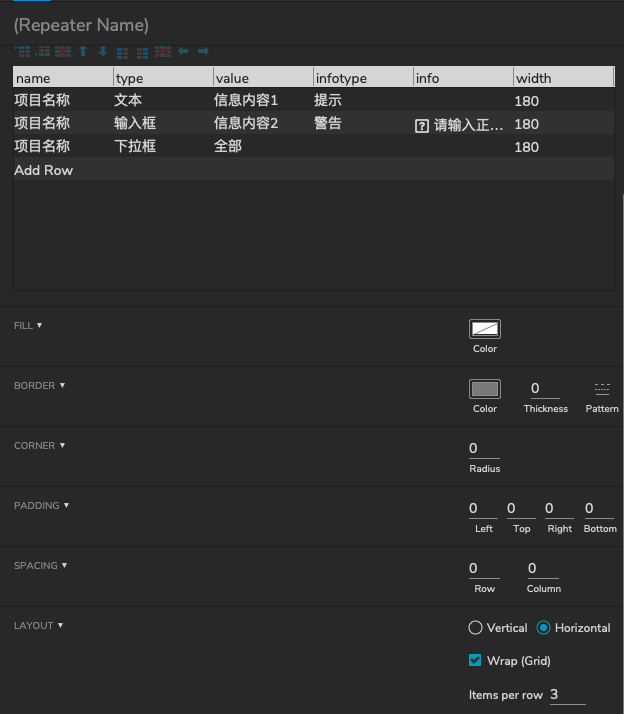 (Repeater Name)
name type value infotype info width
项目名称 文本 信息内容1 提示 180
项目名称 输入框 信息内容2 警告 ? 请输入正... 180
项目名称 下拉框 全部 180
Add Row
FILL
Color
BORDER 0
Color Thickness Pattern
CORNER 0
Radius
PADDING 0 0 0 0
Left Top Right Bottom
SPACING 0 0
Row Column
LAYOUT Vertical Horizontal
Wrap (Grid)
Items per row 3